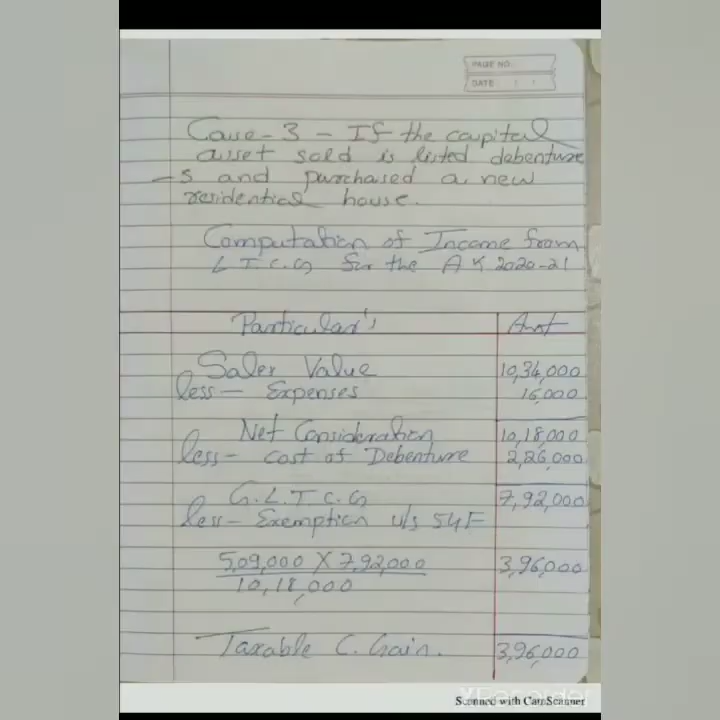 PAGE NO.
DATE : / /
Case - 3 - If the capital
asset sold is listed debenture
- s and purchased a new
residential house.
Computation of Income from
L T.C.G for the A Y 2020-21
Particular's Amt
Sales Value 10,34,000
less - Expenses 16,000
Net Consideration 10,18,000
less - Cost of Debenture 2,26,000
G.L.T C.G 7,92,000
less - Exemption u/s 54F
5,09,000 X 7,92,000 3,96,000
10,18,000
Taxable C. Gain. 3,96,000
Scanned with CamScanner